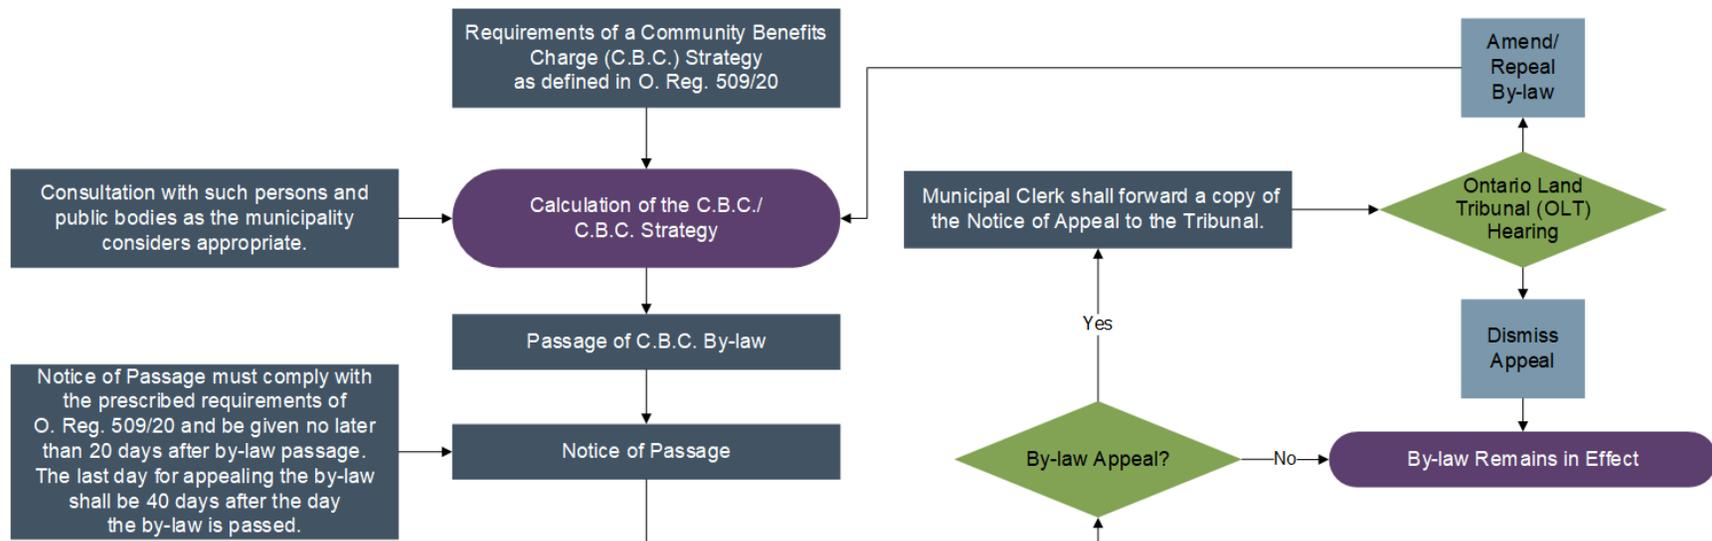 Requirements of a Community Benefits
Charge (C.B.C.) Strategy
as defined in O. Reg. 509/20
Consultation with such persons and
public bodies as the municipality
considers appropriate.
Calculation of the C.B.C./
C.B.C. Strategy
Passage of C.B.C. By-law
Notice of Passage must comply with
the prescribed requirements of
O. Reg. 509/20 and be given no later
than 20 days after by-law passage.
The last day for appealing the by-law
shall be 40 days after the day
the by-law is passed.
Notice of Passage
By-law Appeal?
Yes
No
Municipal Clerk shall forward a copy of
the Notice of Appeal to the Tribunal.
Ontario Land
Tribunal (OLT)
Hearing
Amend/
Repeal
By-law
Dismiss
Appeal
By-law Remains in Effect